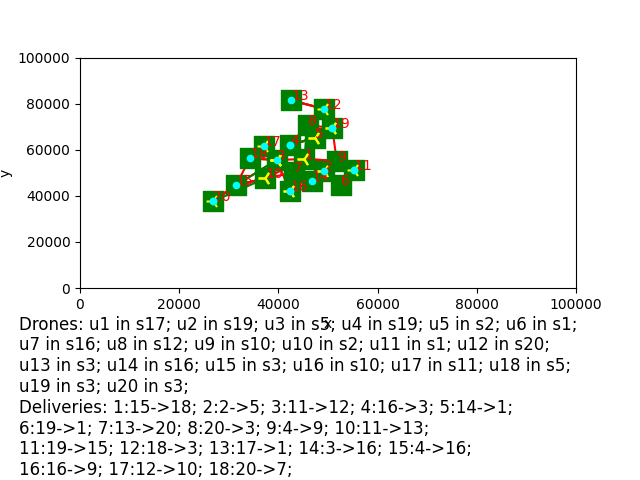 100000
80000
60000
40000
20000
0
y
0 20000 40000 60000 80000 100000
x
13
12
9
17
11
Drones: u1 in s17; u2 in s19; u3 in s5; u4 in s19; u5 in s2; u6 in s1;
u7 in s16; u8 in s12; u9 in s10; u10 in s2; u11 in s1; u12 in s20;
u13 in s3; u14 in s16; u15 in s3; u16 in s10; u17 in s11; u18 in s5;
u19 in s3; u20 in s3;
Deliveries: 1:15->18; 2:2->5; 3:11->12; 4:16->3; 5:14->1;
6:19->1; 7:13->20; 8:20->3; 9:4->9; 10:11->13;
11:19->15; 12:18->3; 13:17->1; 14:3->16; 15:4->16;
16:16->9; 17:12->10; 18:20->7;